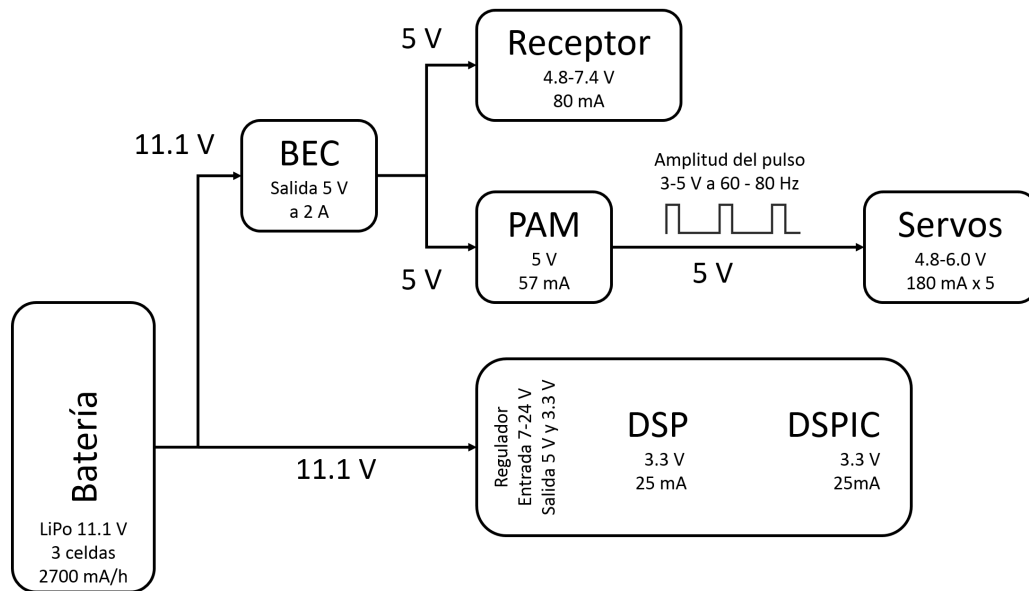 5 V
Receptor
4.8-7.4 V
80 mA
11.1 V
BEC
Salida 5 V
a 2 A
Amplitud del pulso
3-5 V a 60 - 80 Hz
PAM
5 V
57 mA
5 V
5 V
Servos
4.8-6.0 V
180 mA x 5
Batería
LiPo 11.1 V
3 celdas
2700 mA/h
11.1 V
Regulador
Entrada 7-24 V
Salida 5 V y 3.3 V
DSP
3.3 V
25 mA
DSPIC
3.3 V
25mA